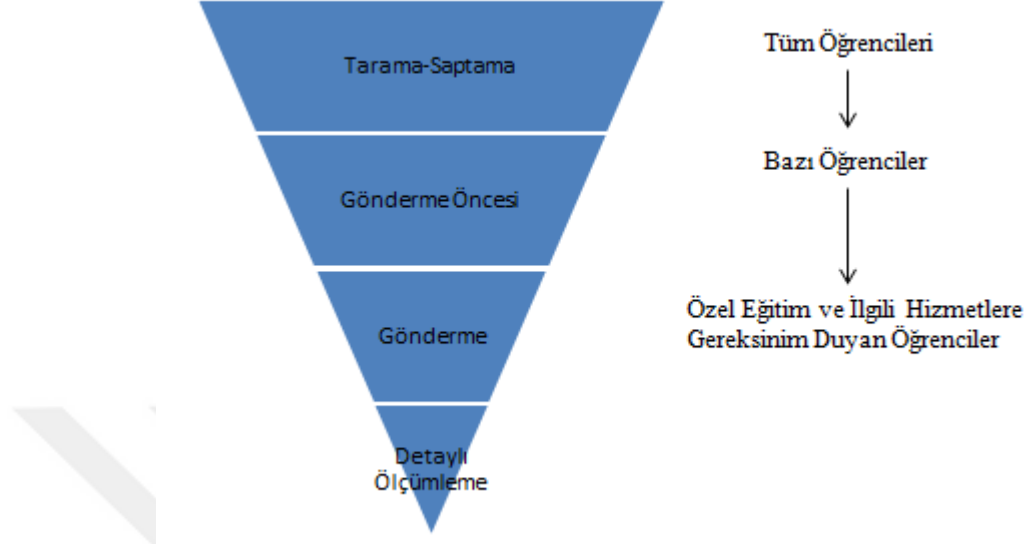 Tarama-Saptama
Gönderme Öncesi
Gönderme
Detaylı
Ölçümleme
Tüm Öğrencileri
Bazı Öğrenciler
Özel Eğitim ve İlgili Hizmetlere
Gereksinim Duyan Öğrenciler